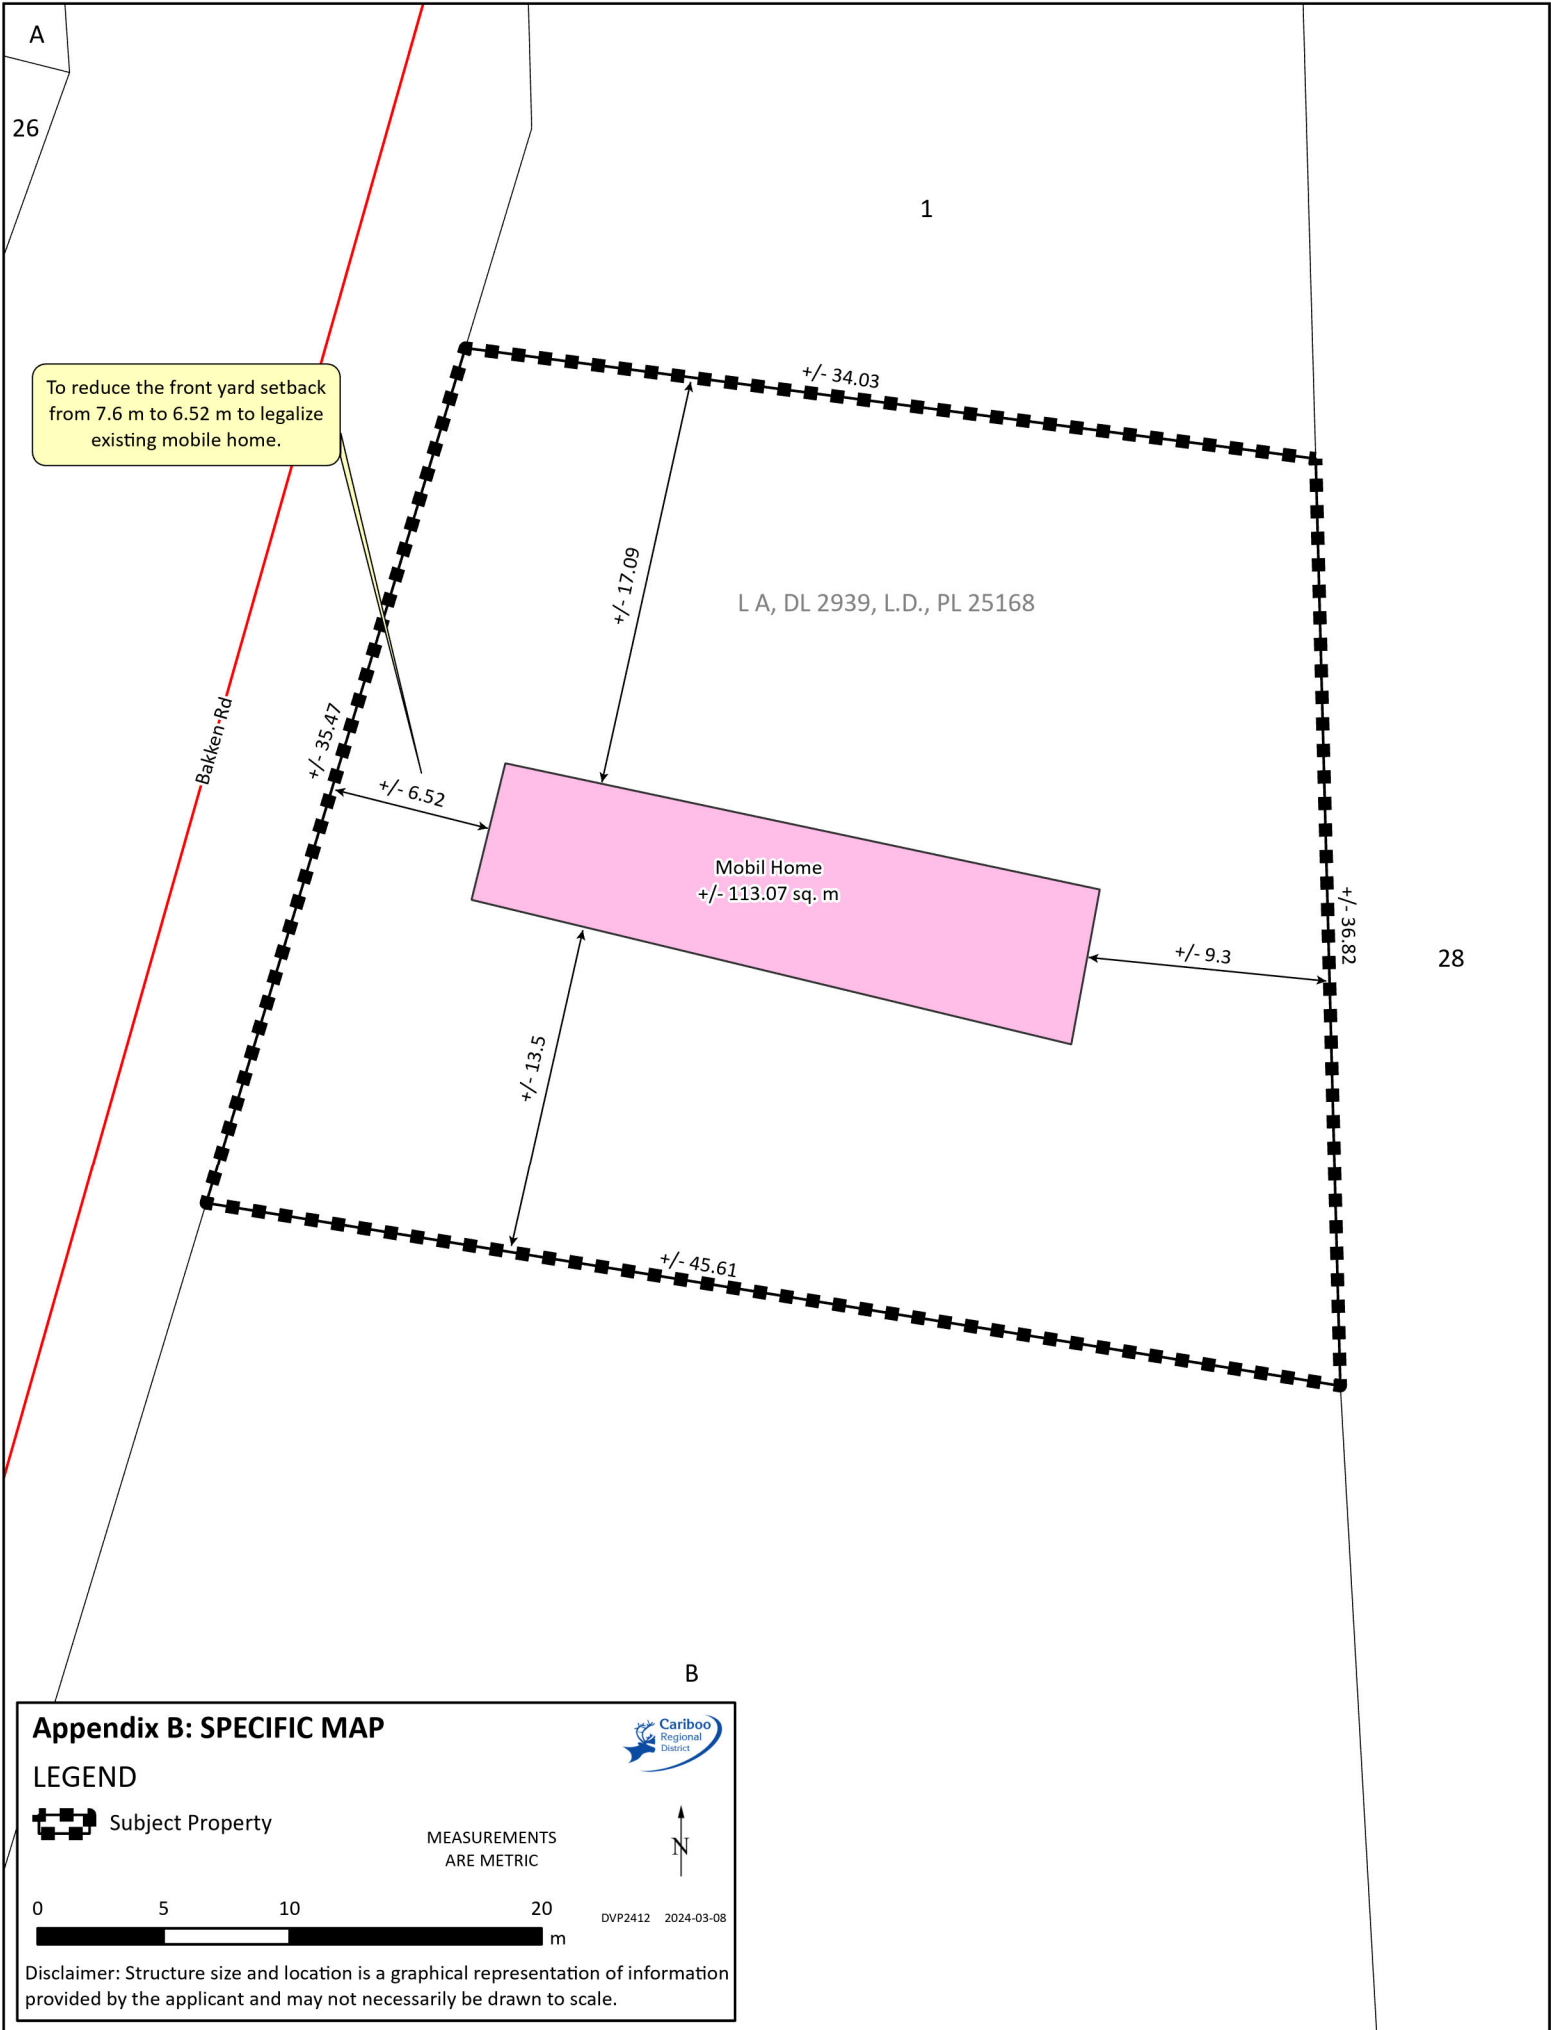 A
26
1
+/- 34.03
To reduce the front yard setback
from 7.6 m to 6.52 m to legalize
existing mobile home.
+/- 17.09
L A, DL 2939, L.D., PL 25168
Bakken Rd
+/- 35.47
+/- 6.52
Mobil Home
+/- 113.07 sq. m
+/- 36.82
+/- 9.3
28
+/- 13.5
+/- 45.61
B
Appendix B: SPECIFIC MAP
Cariboo
Regional
District
LEGEND
Subject Property
MEASUREMENTS
ARE METRIC
N
0 5 10 20
m
DVP2412 2024-03-08
Disclaimer: Structure size and location is a graphical representation of information
provided by the applicant and may not necessarily be drawn to scale.